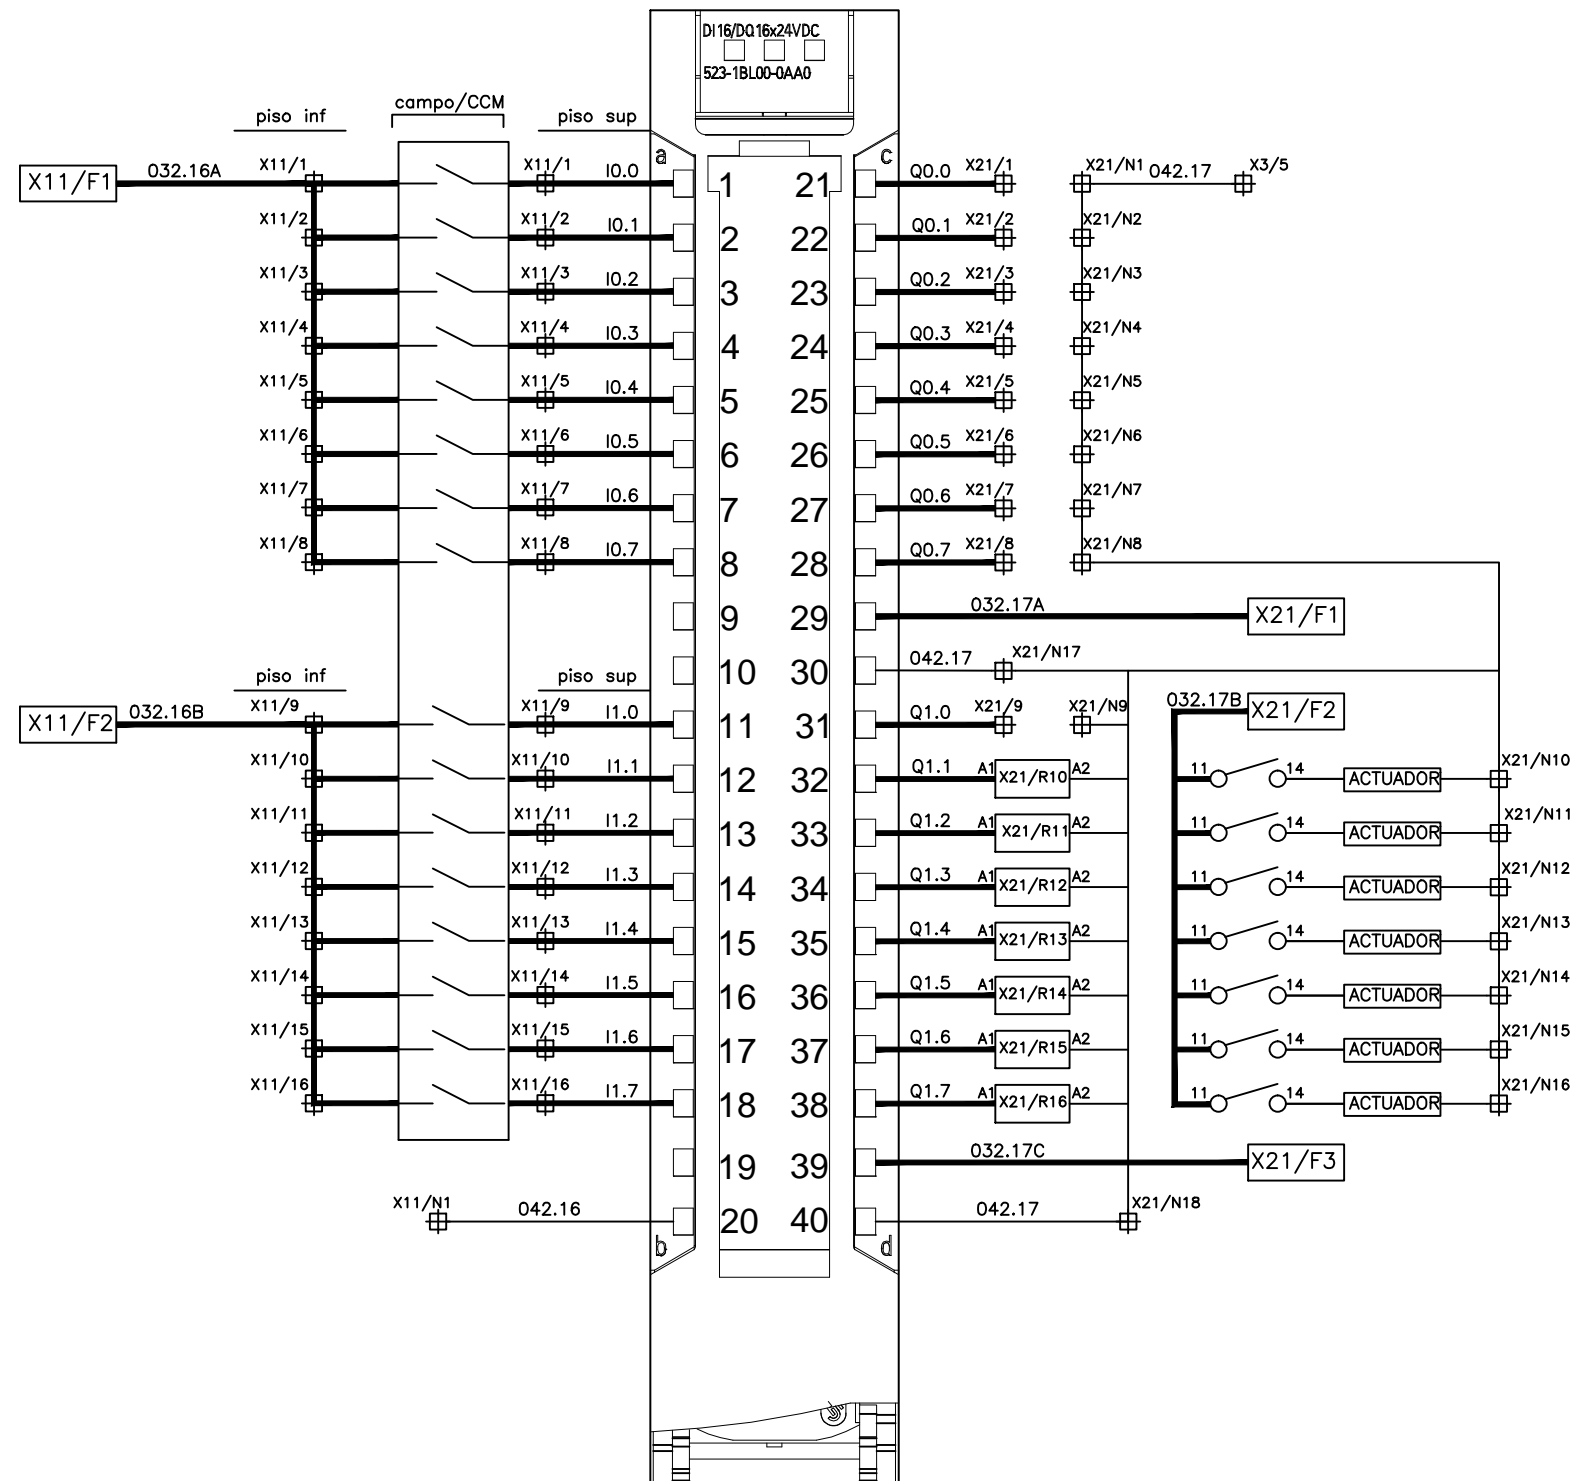 DI16/DQ16x24VDC
523-1BL00-0AA0
piso inf
campo/CCM
piso sup
a
c
X11/F1 032.16A X11/1 X11/1 I0.0 1 21 Q0.0 X21/1 X21/N1 042.17 X3/5
X11/2 X11/2 I0.1 2 22 Q0.1 X21/2 X21/N2
X11/3 X11/3 I0.2 3 23 Q0.2 X21/3 X21/N3
X11/4 X11/4 I0.3 4 24 Q0.3 X21/4 X21/N4
X11/5 X11/5 I0.4 5 25 Q0.4 X21/5 X21/N5
X11/6 X11/6 I0.5 6 26 Q0.5 X21/6 X21/N6
X11/7 X11/7 I0.6 7 27 Q0.6 X21/7 X21/N7
X11/8 X11/8 I0.7 8 28 Q0.7 X21/8 X21/N8
9 29 032.17A X21/F1
piso inf piso sup 10 30 042.17 X21/N17
X11/F2 032.16B X11/9 X11/9 I1.0 11 31 Q1.0 X21/9 X21/N9 032.17B X21/F2
X11/10 X11/10 I1.1 12 32 Q1.1 A1 X21/R10 A2 11 14 ACTUADOR X21/N10
X11/11 X11/11 I1.2 13 33 Q1.2 A1 X21/R11 A2 11 14 ACTUADOR X21/N11
X11/12 X11/12 I1.3 14 34 Q1.3 A1 X21/R12 A2 11 14 ACTUADOR X21/N12
X11/13 X11/13 I1.4 15 35 Q1.4 A1 X21/R13 A2 11 14 ACTUADOR X21/N13
X11/14 X11/14 I1.5 16 36 Q1.5 A1 X21/R14 A2 11 14 ACTUADOR X21/N14
X11/15 X11/15 I1.6 17 37 Q1.6 A1 X21/R15 A2 11 14 ACTUADOR X21/N15
X11/16 X11/16 I1.7 18 38 Q1.7 A1 X21/R16 A2 11 14 ACTUADOR X21/N16
19 39 032.17C X21/F3
X11/N1 042.16 20 40 042.17 X21/N18
b
d